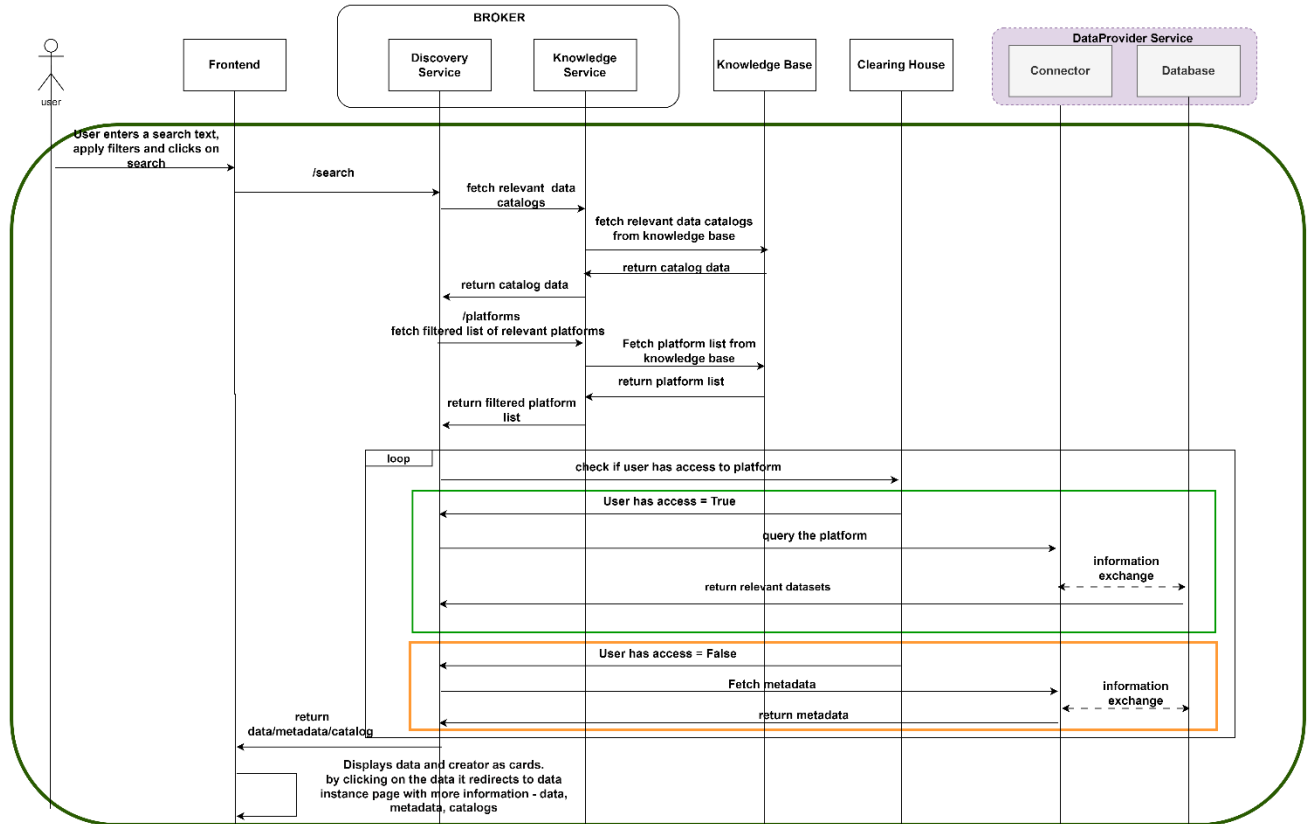 BROKER
DataProvider Service
user
Frontend
Discovery
Service
Knowledge
Service
Knowledge Base
Clearing House
Connector
Database
User enters a search text,
apply filters and clicks on
search
/search
fetch relevant data
catalogs
fetch relevant data catalogs
from knowledge base
return catalog data
return catalog data
/platforms
fetch filtered list of relevant platforms
Fetch platform list from
knowledge base
return platform list
return filtered platform
list
loop
check if user has access to platform
User has access = True
query the platform
information
exchange
return relevant datasets
User has access = False
Fetch metadata
information
exchange
return metadata
return
data/metadata/catalog
Displays data and creator as cards.
by clicking on the data it redirects to data
instance page with more information - data,
metadata, catalogs